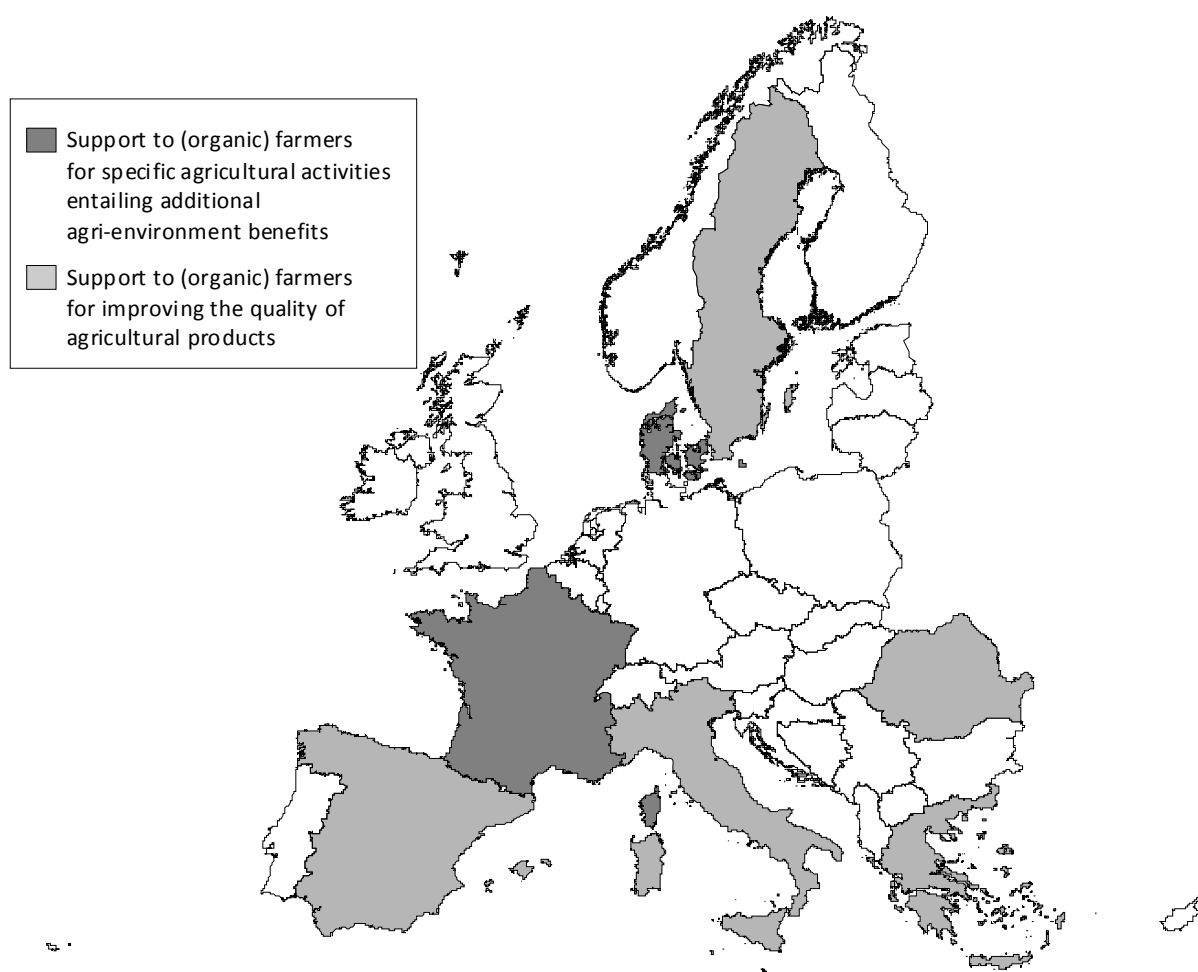 Support to (organic) farmers
for specific agricultural activities
entailing additional
agri-environment benefits
Support to (organic) farmers
for improving the quality of
agricultural products